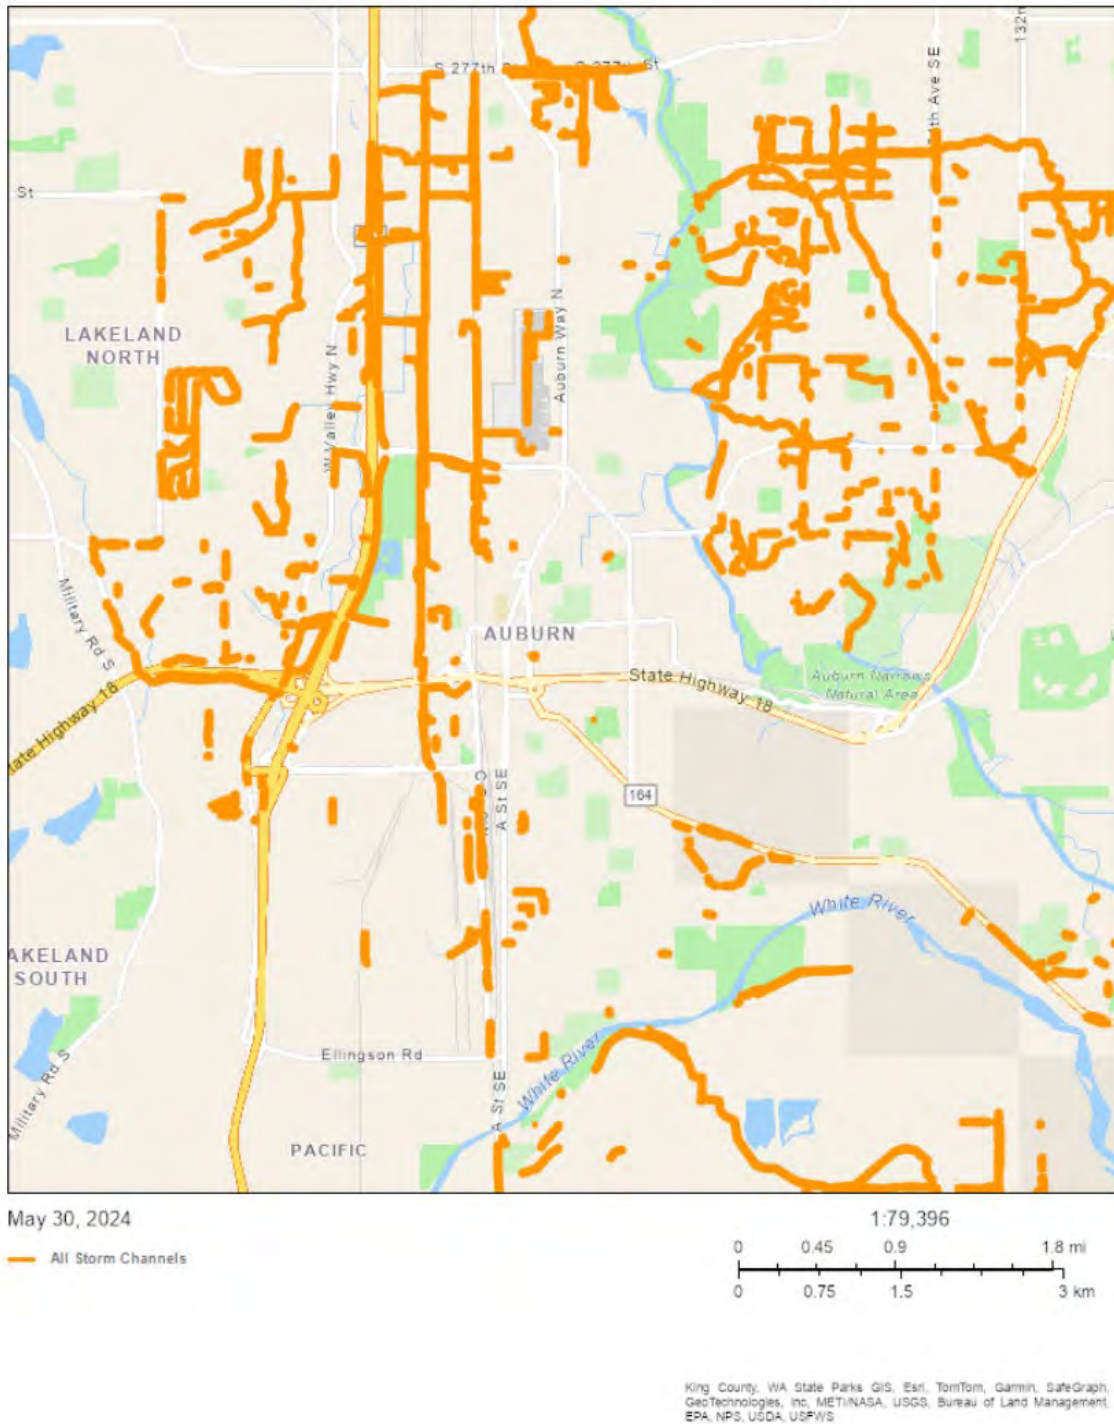 S 277th
S 277th St
132n
th Ave SE
St
LAKELAND
NORTH
W Valley Hwy N
Auburn Way N
Military Rd S
AUBURN
State Highway 18
tate Highway 18
Auburn Narrows
Natural Area
A St SE
164
White River
AKELAND
SOUTH
Ellingson Rd
White River
Military Rd S
A St SE
PACIFIC
May 30, 2024
All Storm Channels
1:79,396
0 0.45 0.9 1.8 mi
0 0.75 1.5 3 km
King County, WA State Parks GIS, Esri, TomTom, Garmin, SafeGraph,
GeoTechnologies, Inc, METI/NASA, USGS, Bureau of Land Management,
EPA, NPS, USDA, USFWS